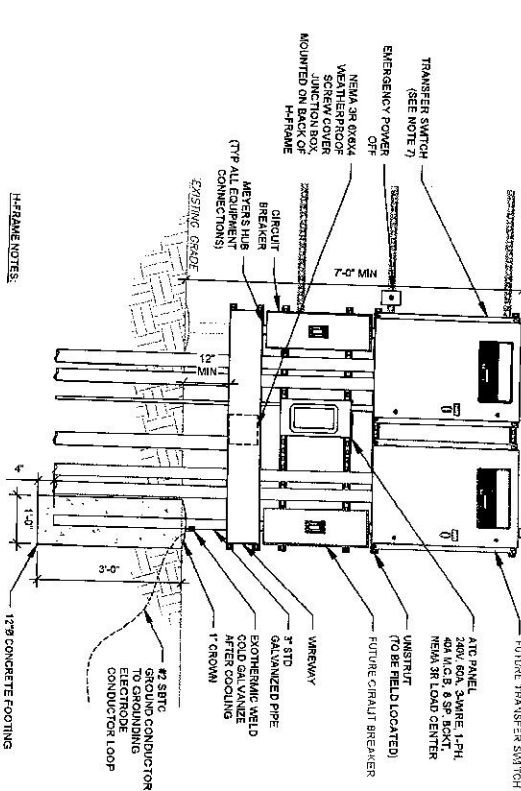 TRANSFER SWITCH
(SEE NOTE 7)
EMERGENCY POWER
OFF
NEMA 3R 6X6X4
WEATHERPROOF
SCREW COVER
JUNCTION BOX,
MOUNTED ON BACK OF
H-FRAME
CIRCUIT
BREAKER
MEYERS HUB
(TYP ALL EQUIPMENT
CONNECTIONS)
EXISTING GRADE
7'-0" MIN
12"
MIN
4"
1'-0"
3'-0"
FUTURE TRANSFER SWITCH
ATC PANEL
240V, 60A, 3-WIRE, 1-PH,
40A M.C.B. 8 SP. BCKT,
NEMA 3R LOAD CENTER
UNISTRUT
(TO BE FIELD LOCATED)
FUTURE CIRAUIT BREAKER
WIREWAY
3" STD
GALVANIZED PIPE
EXOTHERMIC WELD
COLD GALVANIZE
AFTER COOLING
1" CROWN
#2 SBTC
GROUND CONDUCTOR
TO GROUNDING
ELECTRODE
CONDUCTOR LOOP
12"Ø CONCRETE FOOTING
H-FRAME NOTES: